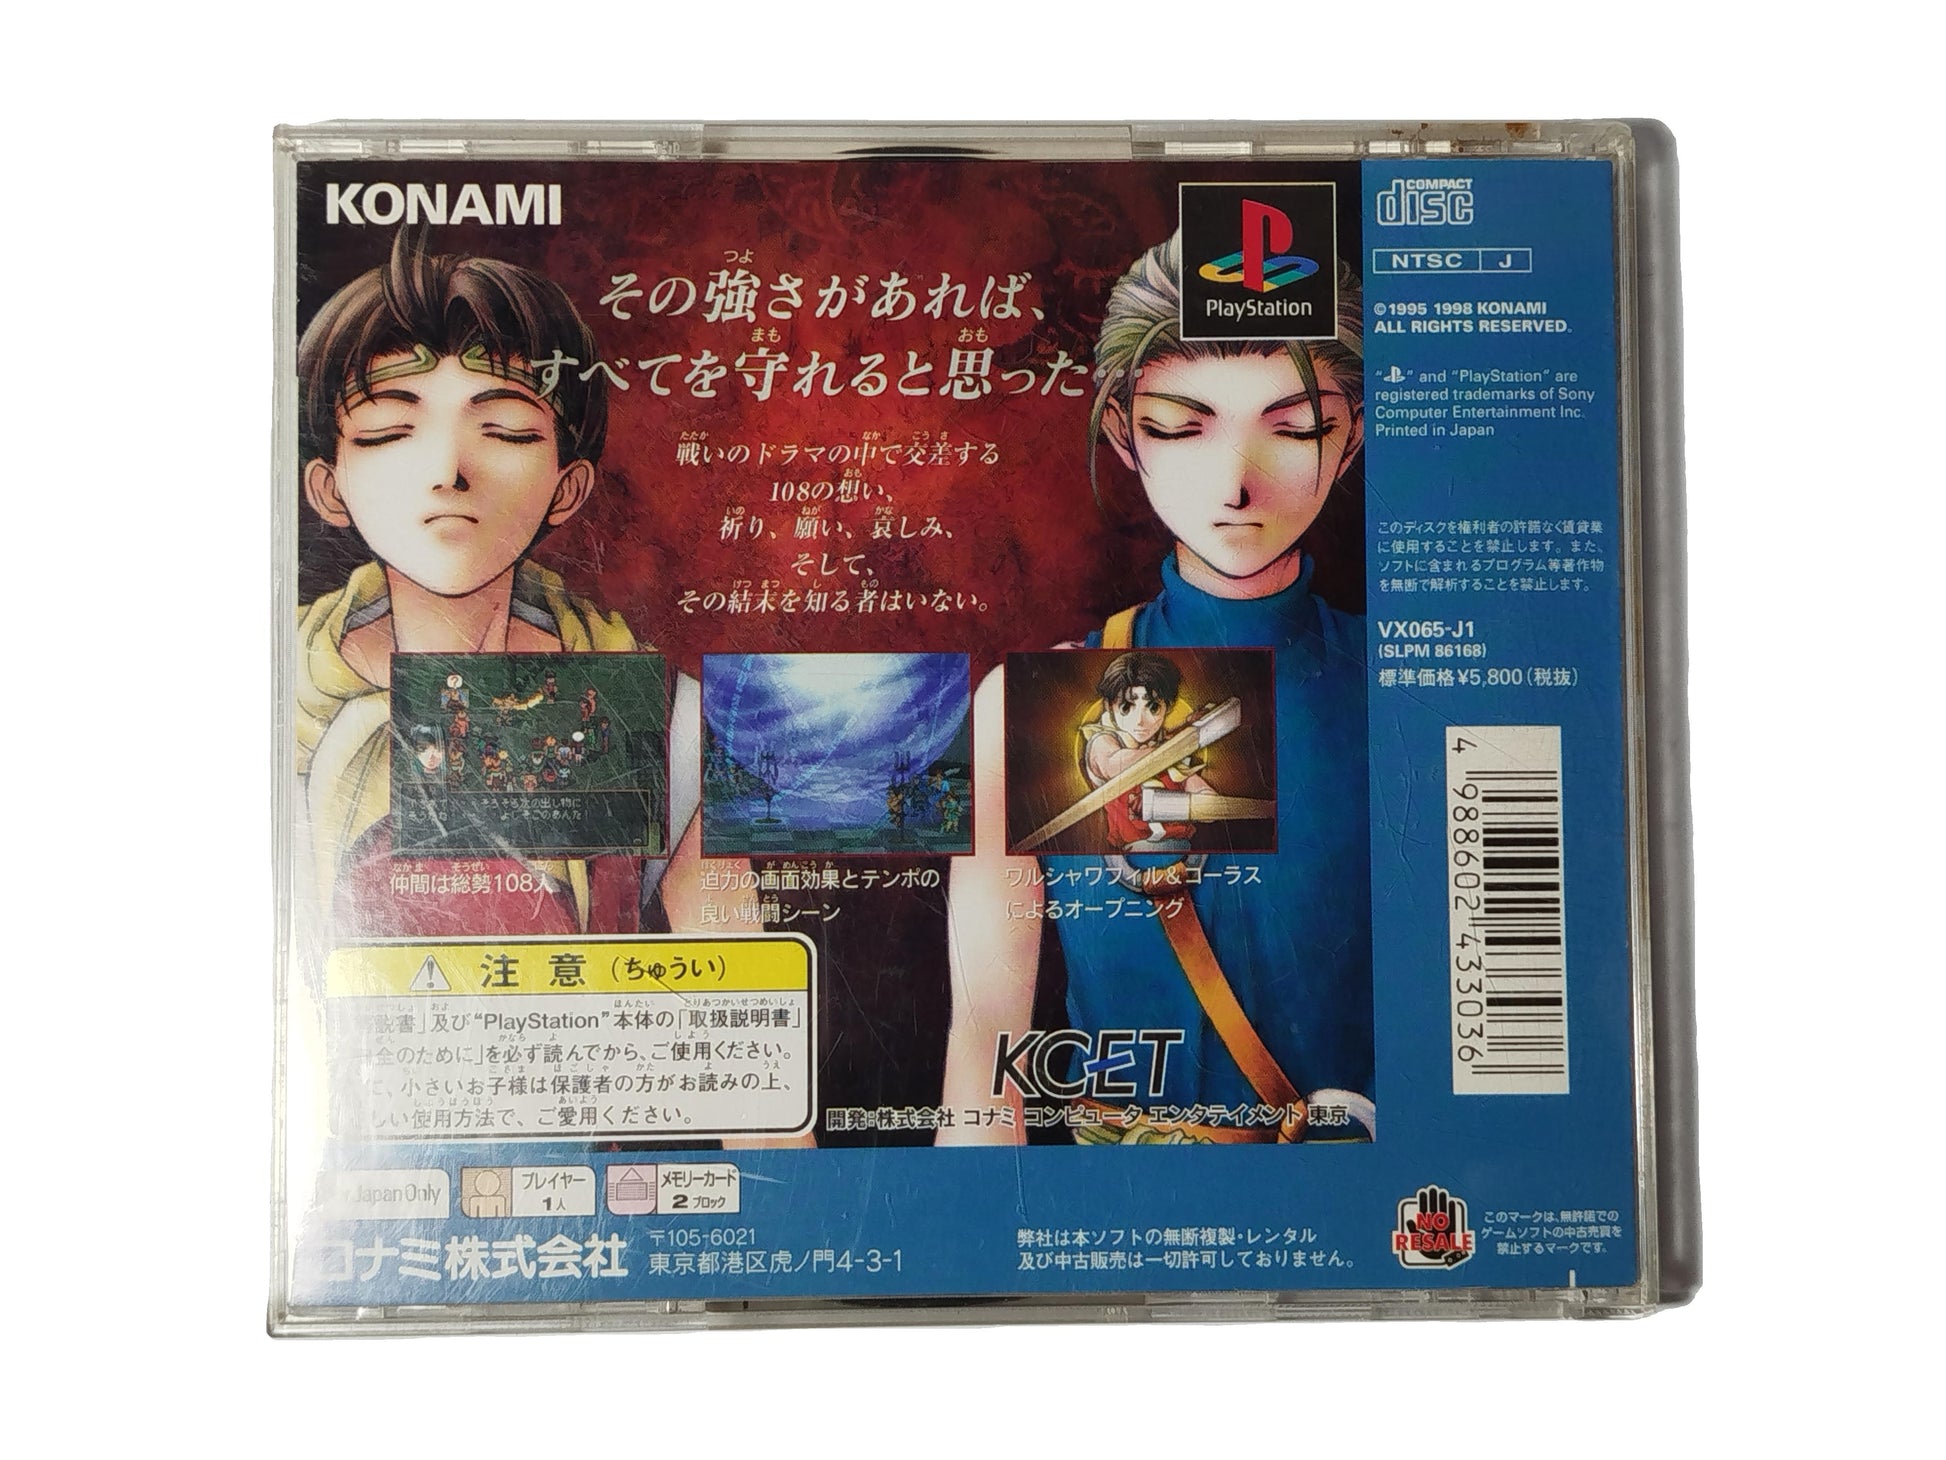 KONAMI
その強さがあれば、
すべてを守れると思った…
戦いのドラマの中で交差する
108の想い、
祈り、願い、哀しみ、
そして、
その結末を知る者はいない。
そろそろ次の出し物に
仲間は総勢108人
迫力の画面効果とテンポの
良い戦闘シーン
ワルシャワフィル&コーラス
によるオープニング
注意(ちゅうい)
説書」及び“PlayStation”本体の「取扱説明書」
全のために」を必ず読んでから、ご使用ください。
に、小さいお子様は保護者の方がお読みの上、
しい使用方法で、ご愛用ください。
KCET
開発:株式会社 コナミ コンピュータ エンタテイメント 東京
Japan Only
プレイヤー
1人
メモリーカード
2ブロック
コナミ株式会社
〒105-6021
東京都港区虎ノ門4-3-1
弊社は本ソフトの無断複製・レンタル
及び中古販売は一切許可しておりません。
PlayStation
COMPACT
disc
NTSC J
©1995 1998 KONAMI
ALL RIGHTS RESERVED.
“ ” and “PlayStation” are
registered trademarks of Sony
Computer Entertainment Inc.
Printed in Japan
このディスクを権利者の許諾なく賃貸業
に使用することを禁止します。また、
ソフトに含まれるプログラム等著作物
を無断で解析することを禁止します。
VX065-J1
(SLPM 86168)
標準価格¥5,800(税抜)
4 988602 433036
NO
RESALE
このマークは、無許諾での
ゲームソフトの中古売買を
禁止するマークです。